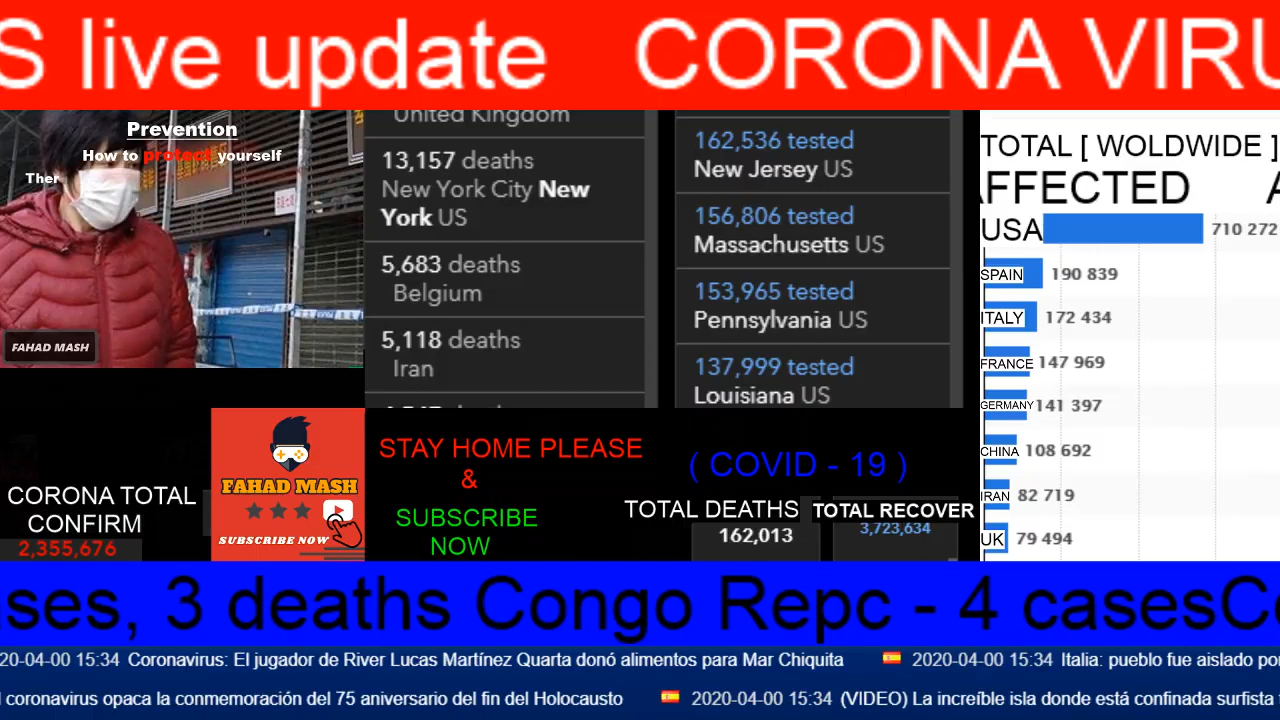 S live update CORONA VIRU
Prevention
How to protect yourself
Ther
FAHAD MASH
United Kingdom
13,157 deaths
New York City New
York US
5,683 deaths
Belgium
5,118 deaths
Iran
162,536 tested
New Jersey US
156,806 tested
Massachusetts US
153,965 tested
Pennsylvania US
137,999 tested
Louisiana US
TOTAL [ WOLDWIDE ]
AFFECTED A
USA 710 272
SPAIN 190 839
ITALY 172 434
FRANCE 147 969
GERMANY 141 397
CHINA 108 692
IRAN 82 719
UK 79 494
CORONA TOTAL
CONFIRM
2,355,676
FAHAD MASH
SUBSCRIBE NOW
STAY HOME PLEASE
&
SUBSCRIBE
NOW
( COVID - 19 )
TOTAL DEATHS
162,013
TOTAL RECOVER
3,723,634
ses, 3 deaths Congo Repc - 4 casesCo
20-04-00 15:34 Coronavirus: El jugador de River Lucas Martínez Quarta donó alimentos para Mar Chiquita 2020-04-00 15:34 Italia: pueblo fue aislado po
l coronavirus opaca la conmemoración del 75 aniversario del fin del Holocausto 2020-04-00 15:34 (VIDEO) La increíble isla donde está confinada surfista